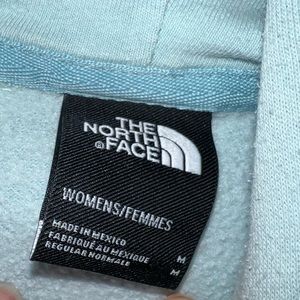 THE
NORTH
®FACE
WOMENS/FEMMES
MADE IN MEXICO
FABRIQUÉ AU MEXIQUE
REGULAR/NORMALE
M
M